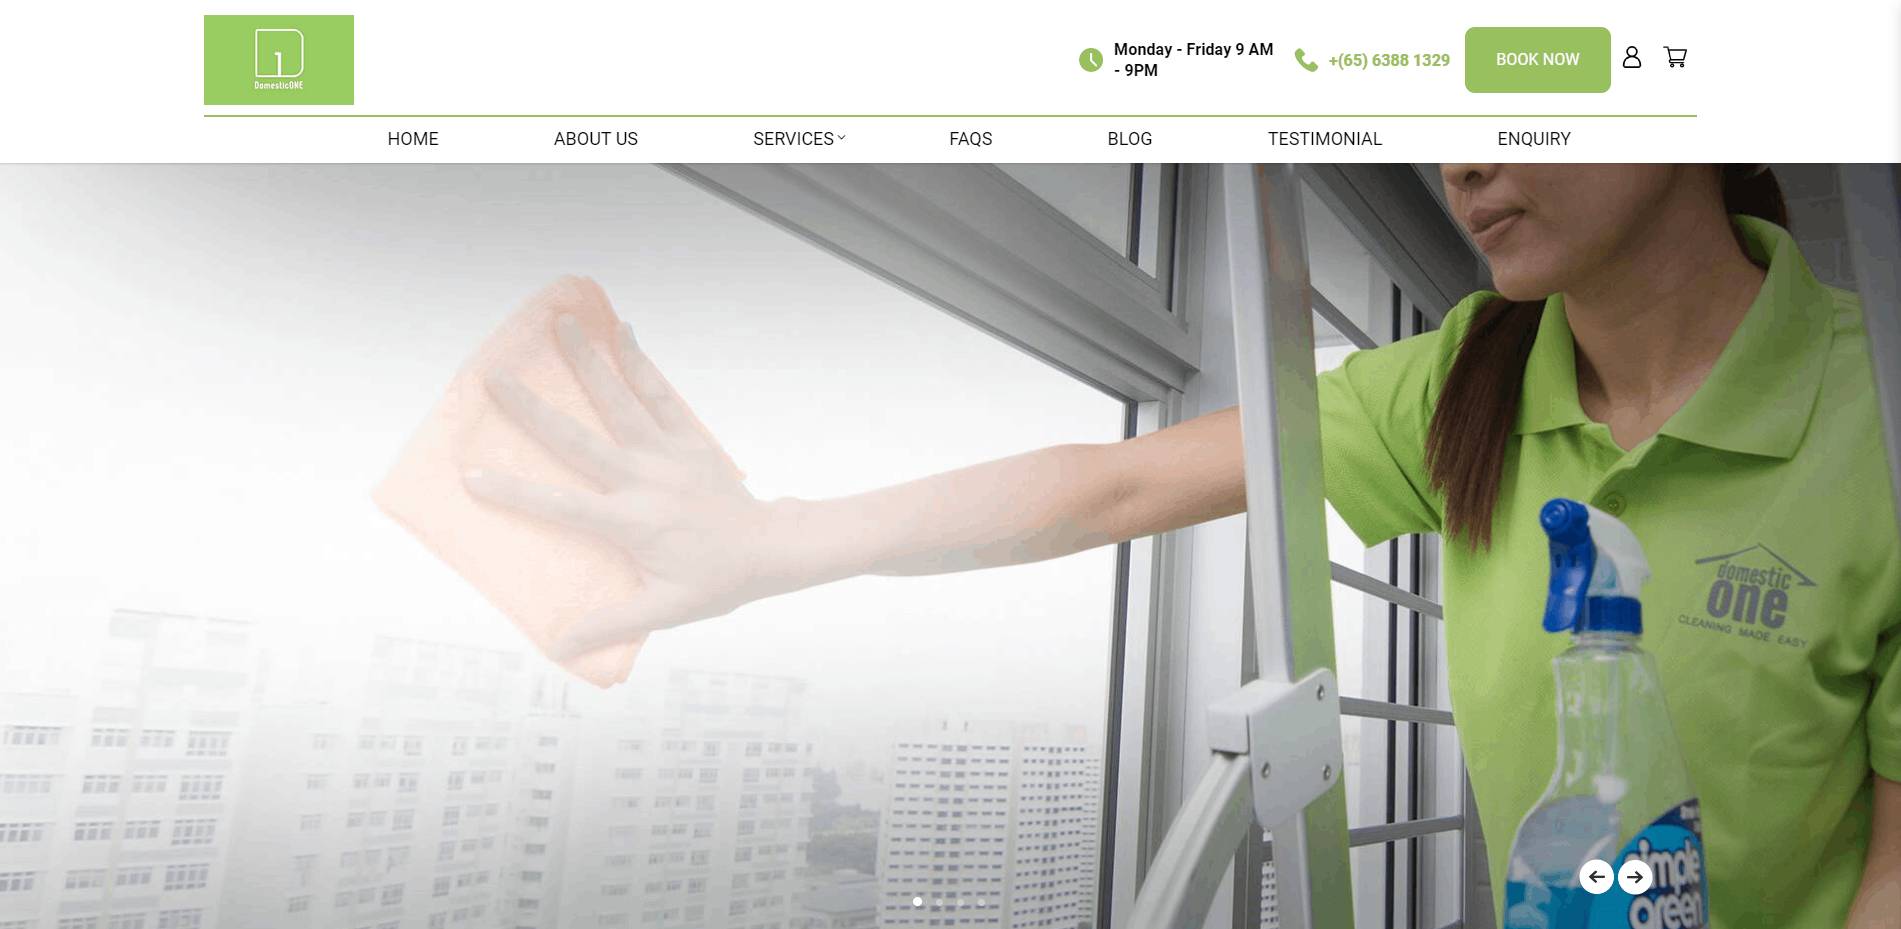 DomesticONE
Monday - Friday 9 AM
- 9PM
+(65) 6388 1329
BOOK NOW
HOME
ABOUT US
SERVICES
FAQS
BLOG
TESTIMONIAL
ENQUIRY
domestic
one
CLEANING MADE EASY
simple
green